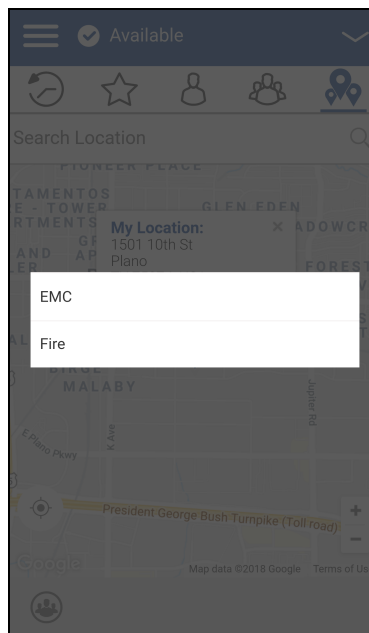 Available
Search Location
PIONEER PLACE
TAMENTOS
E - TOWER
RTMENTS
GLEN EDEN
ADOWCR
My Location:
1501 10th St
Plano
AND
LER
FOREST
EMC
Fire
BIRGE
MALABY
Jupiter Rd
K Ave
E Plano Pkwy
President George Bush Turnpike (Toll road)
Google
Map data ©2018 Google
Terms of Us